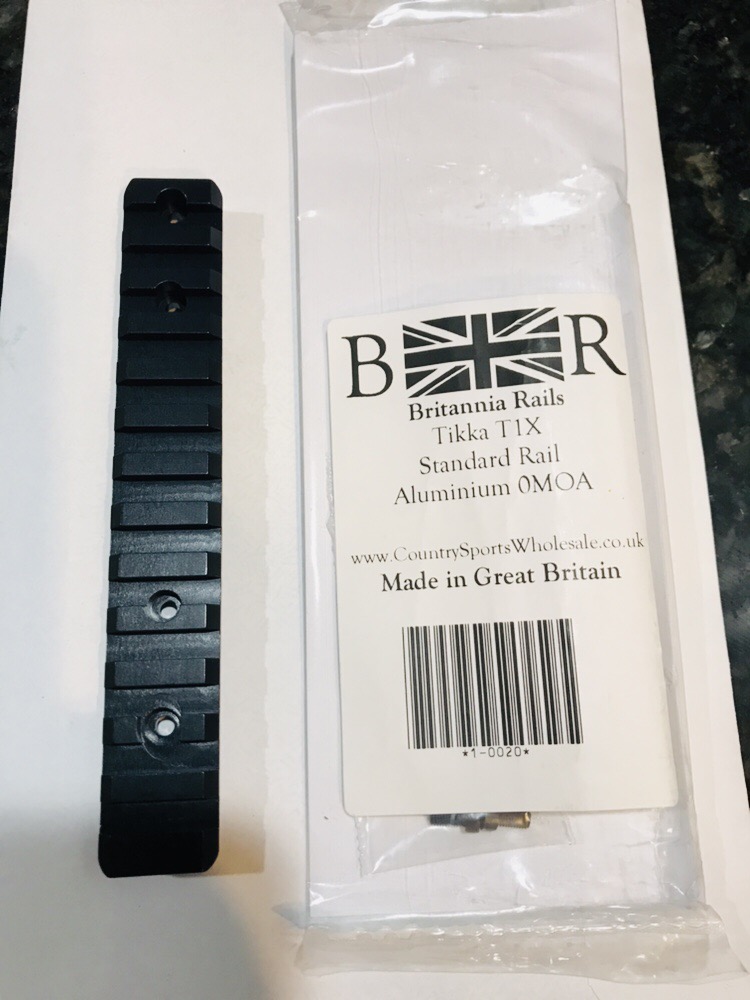 B R
Britannia Rails
Tikka T1X
Standard Rail
Aluminium 0MOA
www.CountrySportsWholesale.co.uk
Made in Great Britain
*1-0020*